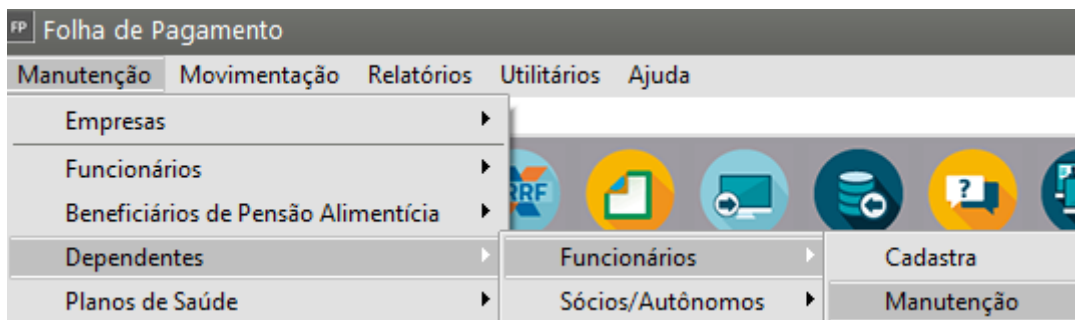 FP Folha de Pagamento
Manutenção Movimentação Relatórios Utilitários Ajuda
Empresas
Funcionários
RRF ?
Beneficiários de Pensão Alimentícia
Dependentes Funcionários Cadastra
Planos de Saúde Sócios/Autônomos Manutenção